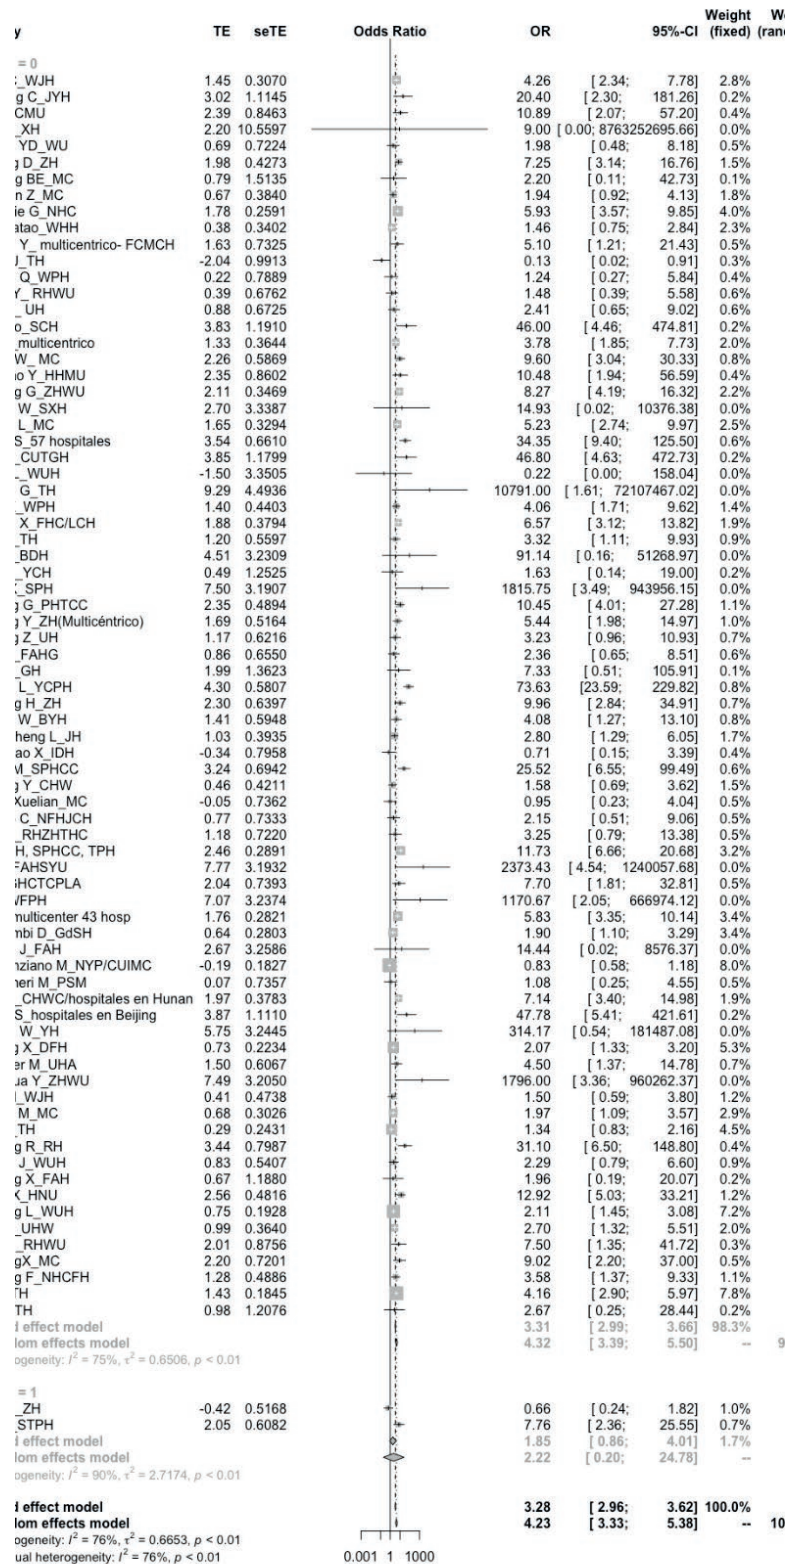 Weight We
y TE seTE Odds Ratio OR 95%-CI (fixed) (rand
= 0
_WJH 1.45 0.3070 4.26 [ 2.34; 7.78] 2.8%
g C_JYH 3.02 1.1145 20.40 [ 2.30; 181.26] 0.2%
CMU 2.39 0.8463 10.89 [ 2.07; 57.20] 0.4%
_XH 2.20 10.5597 9.00 [ 0.00; 8763252695.66] 0.0%
YD_WU 0.69 0.7224 1.98 [ 0.48; 8.18] 0.5%
g D_ZH 1.98 0.4273 7.25 [ 3.14; 16.76] 1.5%
ng BE_MC 0.79 1.5135 2.20 [ 0.11; 42.73] 0.1%
n Z_MC 0.67 0.3840 1.94 [ 0.92; 4.13] 1.8%
ie G_NHC 1.78 0.2591 5.93 [ 3.57; 9.85] 4.0%
atao_WHH 0.38 0.3402 1.46 [ 0.75; 2.84] 2.3%
Y_ multicentrico- FCMCH 1.63 0.7325 5.10 [ 1.21; 21.43] 0.5%
J_TH -2.04 0.9913 0.13 [ 0.02; 0.91] 0.3%
Q_WPH 0.22 0.7889 1.24 [ 0.27; 5.84] 0.4%
Y_ RHWU 0.39 0.6762 1.48 [ 0.39; 5.58] 0.6%
_ UH 0.88 0.6725 2.41 [ 0.65; 9.02] 0.6%
o_SCH 3.83 1.1910 46.00 [ 4.46; 474.81] 0.2%
_multicentrico 1.33 0.3644 3.78 [ 1.85; 7.73] 2.0%
W_ MC 2.26 0.5869 9.60 [ 3.04; 30.33] 0.8%
o Y_HHMU 2.35 0.8602 10.48 [ 1.94; 56.59] 0.4%
g G_ZHWU 2.11 0.3469 8.27 [ 4.19; 16.32] 2.2%
W_SXH 2.70 3.3387 14.93 [ 0.02; 10376.38] 0.0%
L_MC 1.65 0.3294 5.23 [ 2.74; 9.97] 2.5%
S_57 hospitales 3.54 0.6610 34.35 [ 9.40; 125.50] 0.6%
_CUTGH 3.85 1.1799 46.80 [ 4.63; 472.73] 0.2%
L_WUH -1.50 3.3505 0.22 [ 0.00; 158.04] 0.0%
G_TH 9.29 4.4936 10791.00 [ 1.61; 72107467.02] 0.0%
_WPH 1.40 0.4403 4.06 [ 1.71; 9.62] 1.4%
X_FHC/LCH 1.88 0.3794 6.57 [ 3.12; 13.82] 1.9%
_TH 1.20 0.5597 3.32 [ 1.11; 9.93] 0.9%
_BDH 4.51 3.2309 91.14 [ 0.16; 51268.97] 0.0%
_YCH 0.49 1.2525 1.63 [ 0.14; 19.00] 0.2%
_SPH 7.50 3.1907 1815.75 [ 3.49; 943956.15] 0.0%
g G_PHTCC 2.35 0.4894 10.45 [ 4.01; 27.28] 1.1%
g Y_ZH(Multicéntrico) 1.69 0.5164 5.44 [ 1.98; 14.97] 1.0%
g Z_UH 1.17 0.6216 3.23 [ 0.96; 10.93] 0.7%
_FAHG 0.86 0.6550 2.36 [ 0.65; 8.51] 0.6%
_GH 1.99 1.3623 7.33 [ 0.51; 105.91] 0.1%
L_YCPH 4.30 0.5807 73.63 [23.59; 229.82] 0.8%
g H_ZH 2.30 0.6397 9.96 [ 2.84; 34.91] 0.7%
W_BYH 1.41 0.5948 4.08 [ 1.27; 13.10] 0.8%
heng L_JH 1.03 0.3935 2.80 [ 1.29; 6.05] 1.7%
ao X_IDH -0.34 0.7958 0.71 [ 0.15; 3.39] 0.4%
M_SPHCC 3.24 0.6942 25.52 [ 6.55; 99.49] 0.6%
g Y_CHW 0.46 0.4211 1.58 [ 0.69; 3.62] 1.5%
Xuelian_MC -0.05 0.7362 0.95 [ 0.23; 4.04] 0.5%
C_NFHJCH 0.77 0.7333 2.15 [ 0.51; 9.06] 0.5%
_RHZHTHC 1.18 0.7220 3.25 [ 0.79; 13.38] 0.5%
H, SPHCC, TPH 2.46 0.2891 11.73 [ 6.66; 20.68] 3.2%
FAHSYU 7.77 3.1932 2373.43 [ 4.54; 1240057.68] 0.0%
GHCTCPLA 2.04 0.7393 7.70 [ 1.81; 32.81] 0.5%
WFPH 7.07 3.2374 1170.67 [ 2.05; 666974.12] 0.0%
multicenter 43 hosp 1.76 0.2821 5.83 [ 3.35; 10.14] 3.4%
mbi D_GdSH 0.64 0.2803 1.90 [ 1.10; 3.29] 3.4%
J_FAH 2.67 3.2586 14.44 [ 0.02; 8576.37] 0.0%
nziano M_NYP/CUIMC -0.19 0.1827 0.83 [ 0.58; 1.18] 8.0%
neri M_PSM 0.07 0.7357 1.08 [ 0.25; 4.55] 0.5%
_CHWC/hospitales en Hunan 1.97 0.3783 7.14 [ 3.40; 14.98] 1.9%
S_hospitales en Beijing 3.87 1.1110 47.78 [ 5.41; 421.61] 0.2%
W_YH 5.75 3.2445 314.17 [ 0.54; 181487.08] 0.0%
g X_DFH 0.73 0.2234 2.07 [ 1.33; 3.20] 5.3%
er M_UHA 1.50 0.6067 4.50 [ 1.37; 14.78] 0.7%
ua Y_ZHWU 7.49 3.2050 1796.00 [ 3.36; 960262.37] 0.0%
_WJH 0.41 0.4738 1.50 [ 0.59; 3.80] 1.2%
M_MC 0.68 0.3026 1.97 [ 1.09; 3.57] 2.9%
_TH 0.29 0.2431 1.34 [ 0.83; 2.16] 4.5%
g R_RH 3.44 0.7987 31.10 [ 6.50; 148.80] 0.4%
J_WUH 0.83 0.5407 2.29 [ 0.79; 6.60] 0.9%
g X_FAH 0.67 1.1880 1.96 [ 0.19; 20.07] 0.2%
X_HNU 2.56 0.4816 12.92 [ 5.03; 33.21] 1.2%
g L_WUH 0.75 0.1928 2.11 [ 1.45; 3.08] 7.2%
_UHW 0.99 0.3640 2.70 [ 1.32; 5.51] 2.0%
_RHWU 2.01 0.8756 7.50 [ 1.35; 41.72] 0.3%
gX_MC 2.20 0.7201 9.02 [ 2.20; 37.00] 0.5%
g F_NHCFH 1.28 0.4886 3.58 [ 1.37; 9.33] 1.1%
TH 1.43 0.1845 4.16 [ 2.90; 5.97] 7.8%
TH 0.98 1.2076 2.67 [ 0.25; 28.44] 0.2%
d effect model 3.31 [ 2.99; 3.66] 98.3%
lom effects model 4.32 [ 3.39; 5.50] -- 9
ogeneity: I² = 75%, τ² = 0.6506, p < 0.01
= 1
_ZH -0.42 0.5168 0.66 [ 0.24; 1.82] 1.0%
_STPH 2.05 0.6082 7.76 [ 2.36; 25.55] 0.7%
d effect model 1.85 [ 0.86; 4.01] 1.7%
lom effects model 2.22 [ 0.20; 24.78] --
ogeneity: I² = 90%, τ² = 2.7174, p < 0.01
d effect model 3.28 [ 2.96; 3.62] 100.0%
lom effects model 4.23 [ 3.33; 5.38] -- 10
ogeneity: I² = 76%, τ² = 0.6653, p < 0.01
ual heterogeneity: I² = 76%, p < 0.01 0.001 1 1000